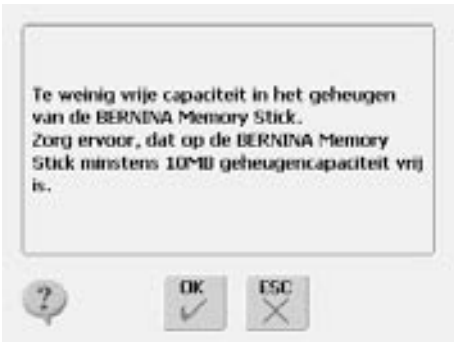 Te weinig vrije capaciteit in het geheugen
van de BERNINA Memory Stick.
Zorg ervoor, dat op de BERNINA Memory
Stick minstens 10MB geheugencapaciteit vrij
is.
?
OK
ESC